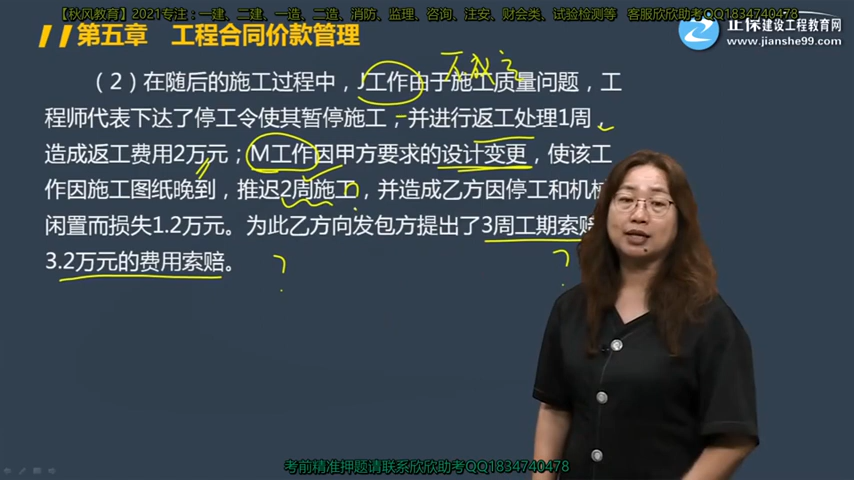 【秋风教育】2021专注:一建、二建、一造、二造、消防、监理、咨询、注安、财会类、试验检测等 客服欣欣助考QQ1834740478
第五章 工程合同价款管理
正保建设工程教育网
www.jianshe99.com
(2)在随后的施工过程中,J工作由于施工质量问题,工
程师代表下达了停工令使其暂停施工,并进行返工处理1周,
造成返工费用2万元;M工作因甲方要求的设计变更,使该工
作因施工图纸晚到,推迟2周施工,并造成乙方因停工和机械
闲置而损失1.2万元。为此乙方向发包方提出了3周工期索赔
3.2万元的费用索赔。
?
?
考前精准押题请联系欣欣助考QQ1834740478